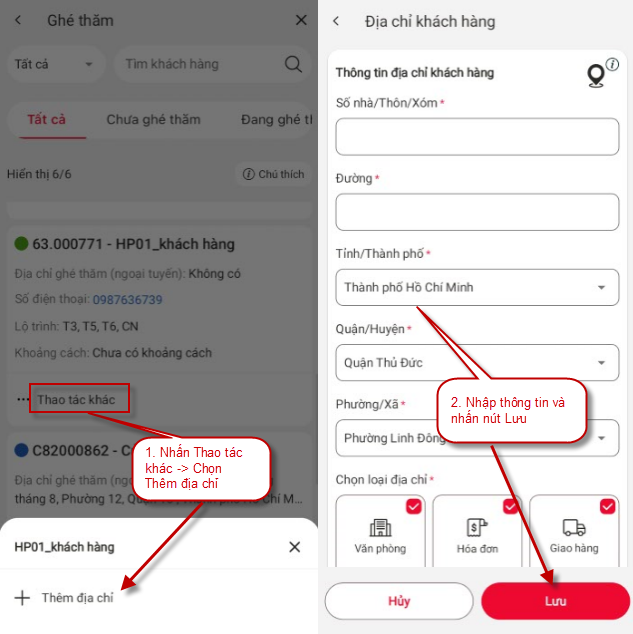 Ghé thăm
Tất cả
Tìm khách hàng
Tất cả
Chưa ghé thăm
Đang ghé th
Hiển thị 6/6
Chú thích
63.000771 - HP01_khách hàng
Địa chỉ ghé thăm (ngoại tuyến): Không có
Số điện thoại: 0987636739
Lộ trình: T3, T5, T6, CN
Khoảng cách: Chưa có khoảng cách
Thao tác khác
C82000862 - C
Địa chỉ ghé thăm (ng
tháng 8, Phường 12, Qu
Chí M...
1. Nhấn Thao tác
khác -> Chọn
Thêm địa chỉ
HP01_khách hàng
Thêm địa chỉ
Địa chỉ khách hàng
Thông tin địa chỉ khách hàng
Số nhà/Thôn/Xóm *
Đường *
Tỉnh/Thành phố *
Thành phố Hồ Chí Minh
Quận/Huyện *
Quận Thủ Đức
Phường/Xã *
Phường Linh Đông
2. Nhập thông tin và
nhấn nút Lưu
Chọn loại địa chỉ *
Văn phòng
Hóa đơn
Giao hàng
Hủy
Lưu